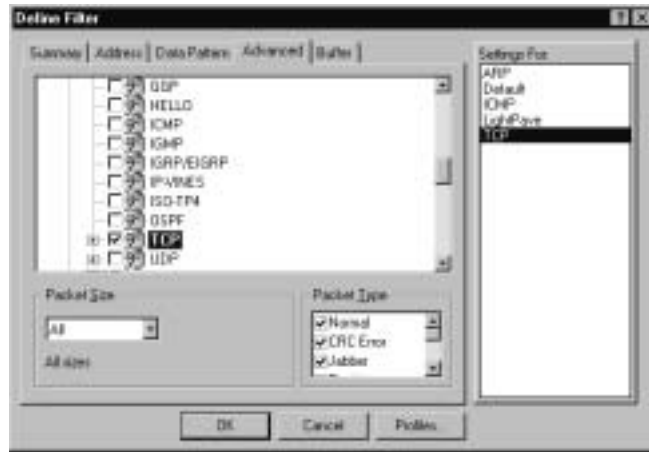 Define Filter
Summary Address Data Pattern Advanced Buffer
GGP
HELLO
ICMP
IGMP
IGRP/EIGRP
IP-VINES
ISO-TP4
OSPF
TCP
UDP
Packet Size
All
All sizes
Packet Type
Normal
CRC Error
Jabber
Settings For:
ARP
Default
ICMP
TCP
OK Cancel Profiles...